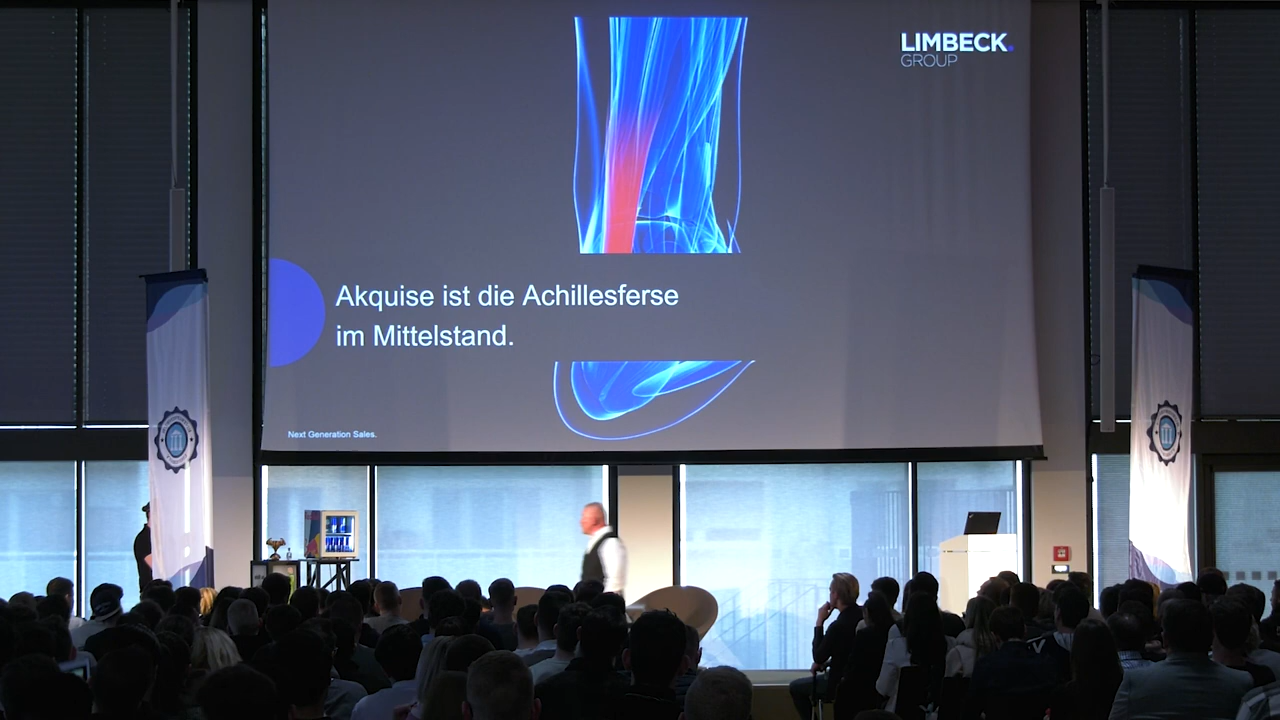 LIMBECK.
GROUP
Akquise ist die Achillesferse
im Mittelstand.
Next Generation Sales.